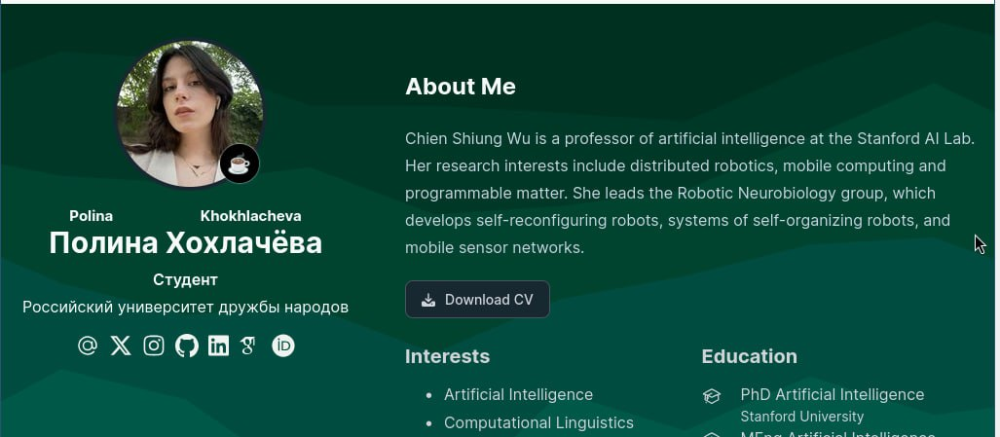 Polina Khokhlacheva
Полина Хохлачёва
Студент
Российский университет дружбы народов
About Me
Chien Shiung Wu is a professor of artificial intelligence at the Stanford AI Lab.
Her research interests include distributed robotics, mobile computing and
programmable matter. She leads the Robotic Neurobiology group, which
develops self-reconfiguring robots, systems of self-organizing robots, and
mobile sensor networks.
Download CV
Interests
Artificial Intelligence
Computational Linguistics
Education
PhD Artificial Intelligence
Stanford University
MEng Artificial Intelligence